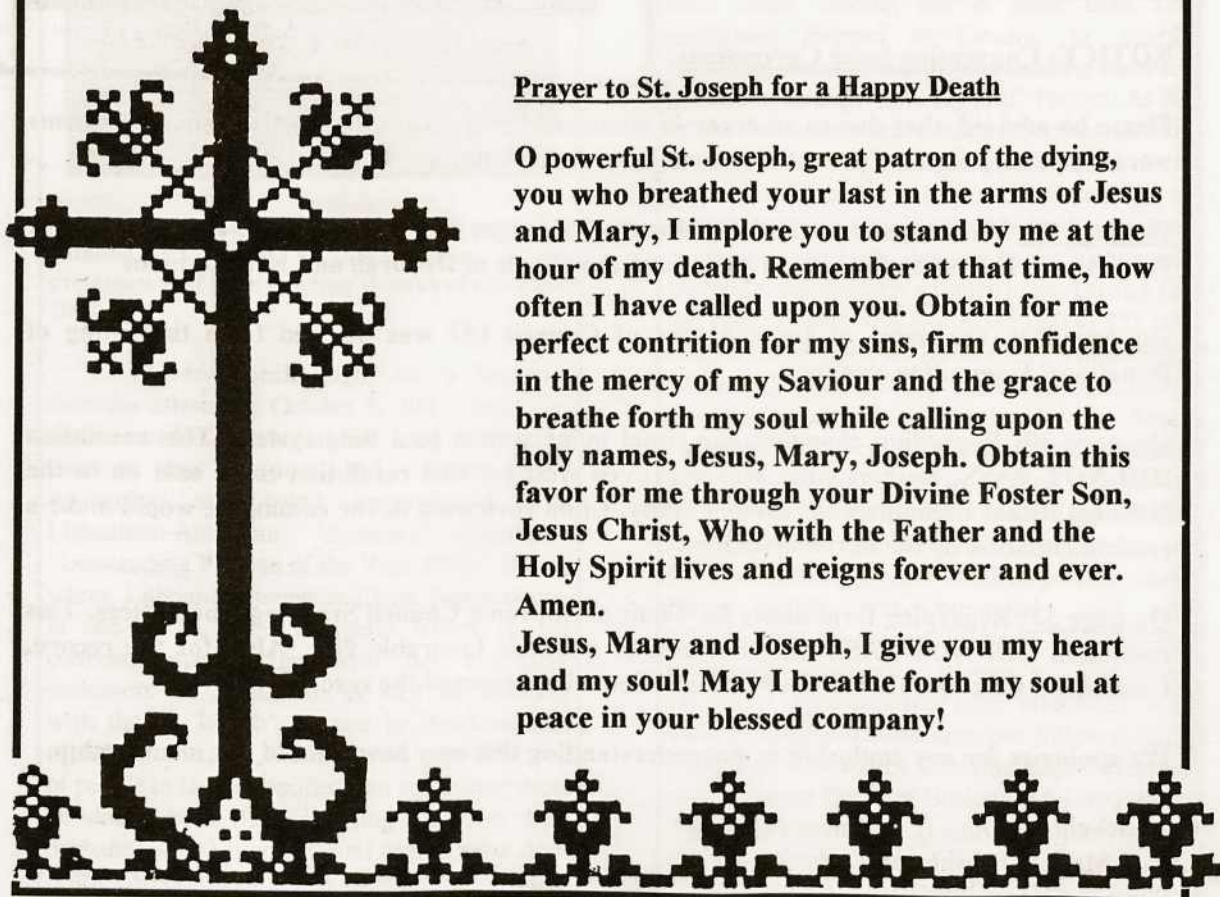 Prayer to St. Joseph for a Happy Death
O powerful St. Joseph, great patron of the dying,
you who breathed your last in the arms of Jesus
and Mary, I implore you to stand by me at the
hour of my death. Remember at that time, how
often I have called upon you. Obtain for me
perfect contrition for my sins, firm confidence
in the mercy of my Saviour and the grace to
breathe forth my soul while calling upon the
holy names, Jesus, Mary, Joseph. Obtain this
favor for me through your Divine Foster Son,
Jesus Christ, Who with the Father and the
Holy Spirit lives and reigns forever and ever.
Amen.
Jesus, Mary and Joseph, I give you my heart
and my soul! May I breathe forth my soul at
peace in your blessed company!